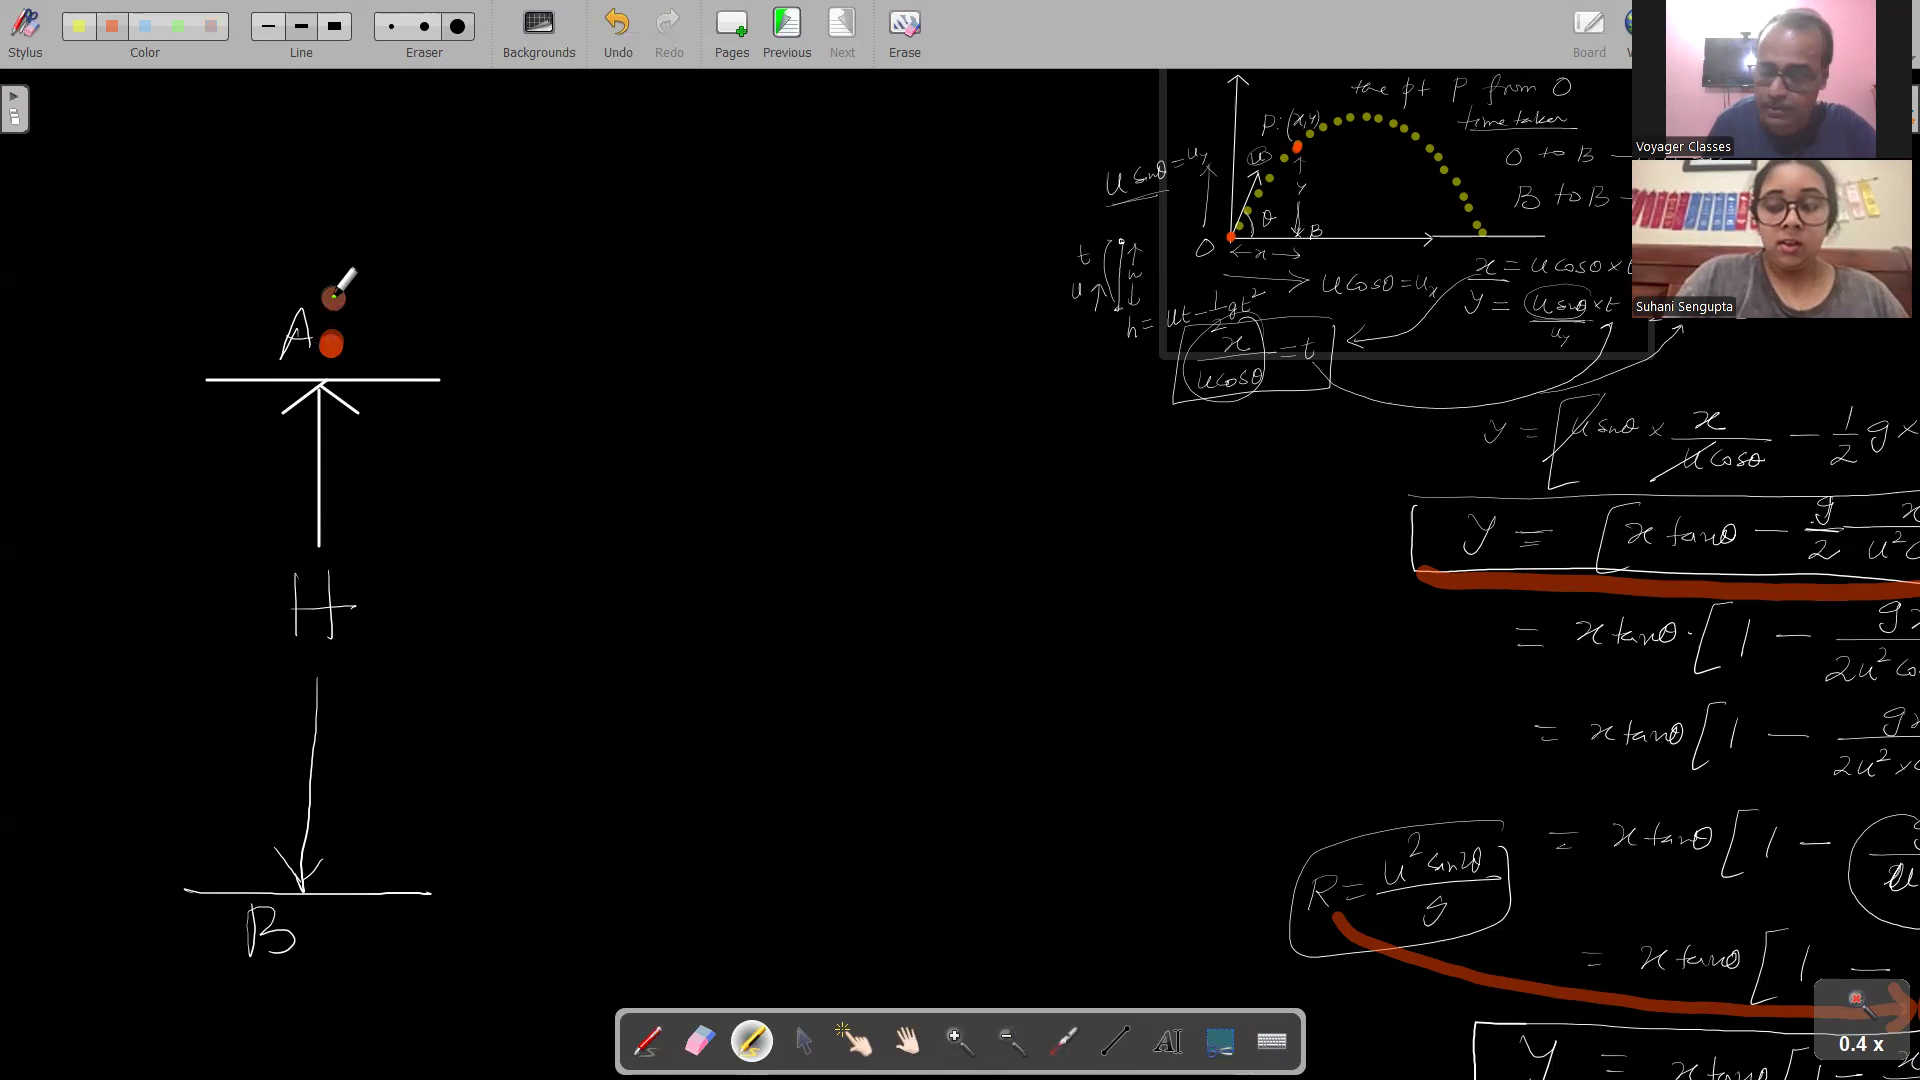 Stylus
Color
Line
Eraser
Backgrounds
Undo
Redo
Pages
Previous
Next
Erase
Board
Voyager Classes
Suhani Sengupta
A
H
B
the pt P from O
time taken
P:(x,y)
O to B —
B to B —
u sinθ = uy
u
y
θ
O
B
x
t
u
h
u cosθ = ux
x = u cosθ × t
y = u sinθ × t
uy
h = ut - 1/2 gt²
x / u cosθ = t
y = [u sinθ × x / u cosθ — 1/2 g ×
y = [x tanθ — g/2
= x tanθ · [1 —
= x tanθ [1 —
= x tanθ [1 —
R = u² sin2θ / g
= x tanθ [1 —
y = x tanθ [1 —
0.4 x